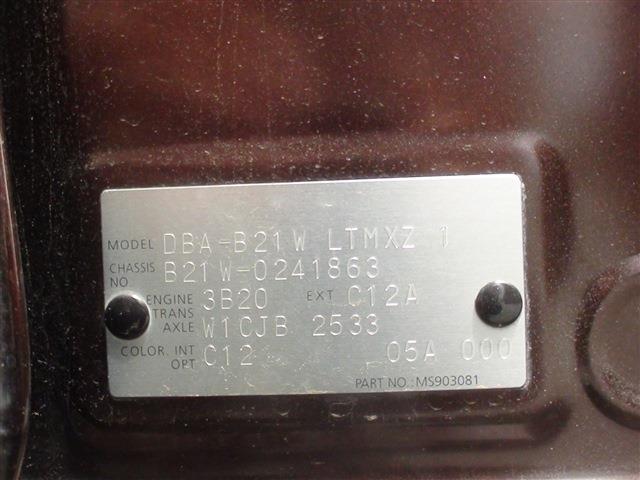 MODEL DBA-B21W LTMXZ 1
CHASSIS NO B21W-0241863
ENGINE 3B20 EXT C12A
TRANS AXLE W1CJB 2533
COLOR. INT OPT C12 05A 000
PART NO.: MS903081